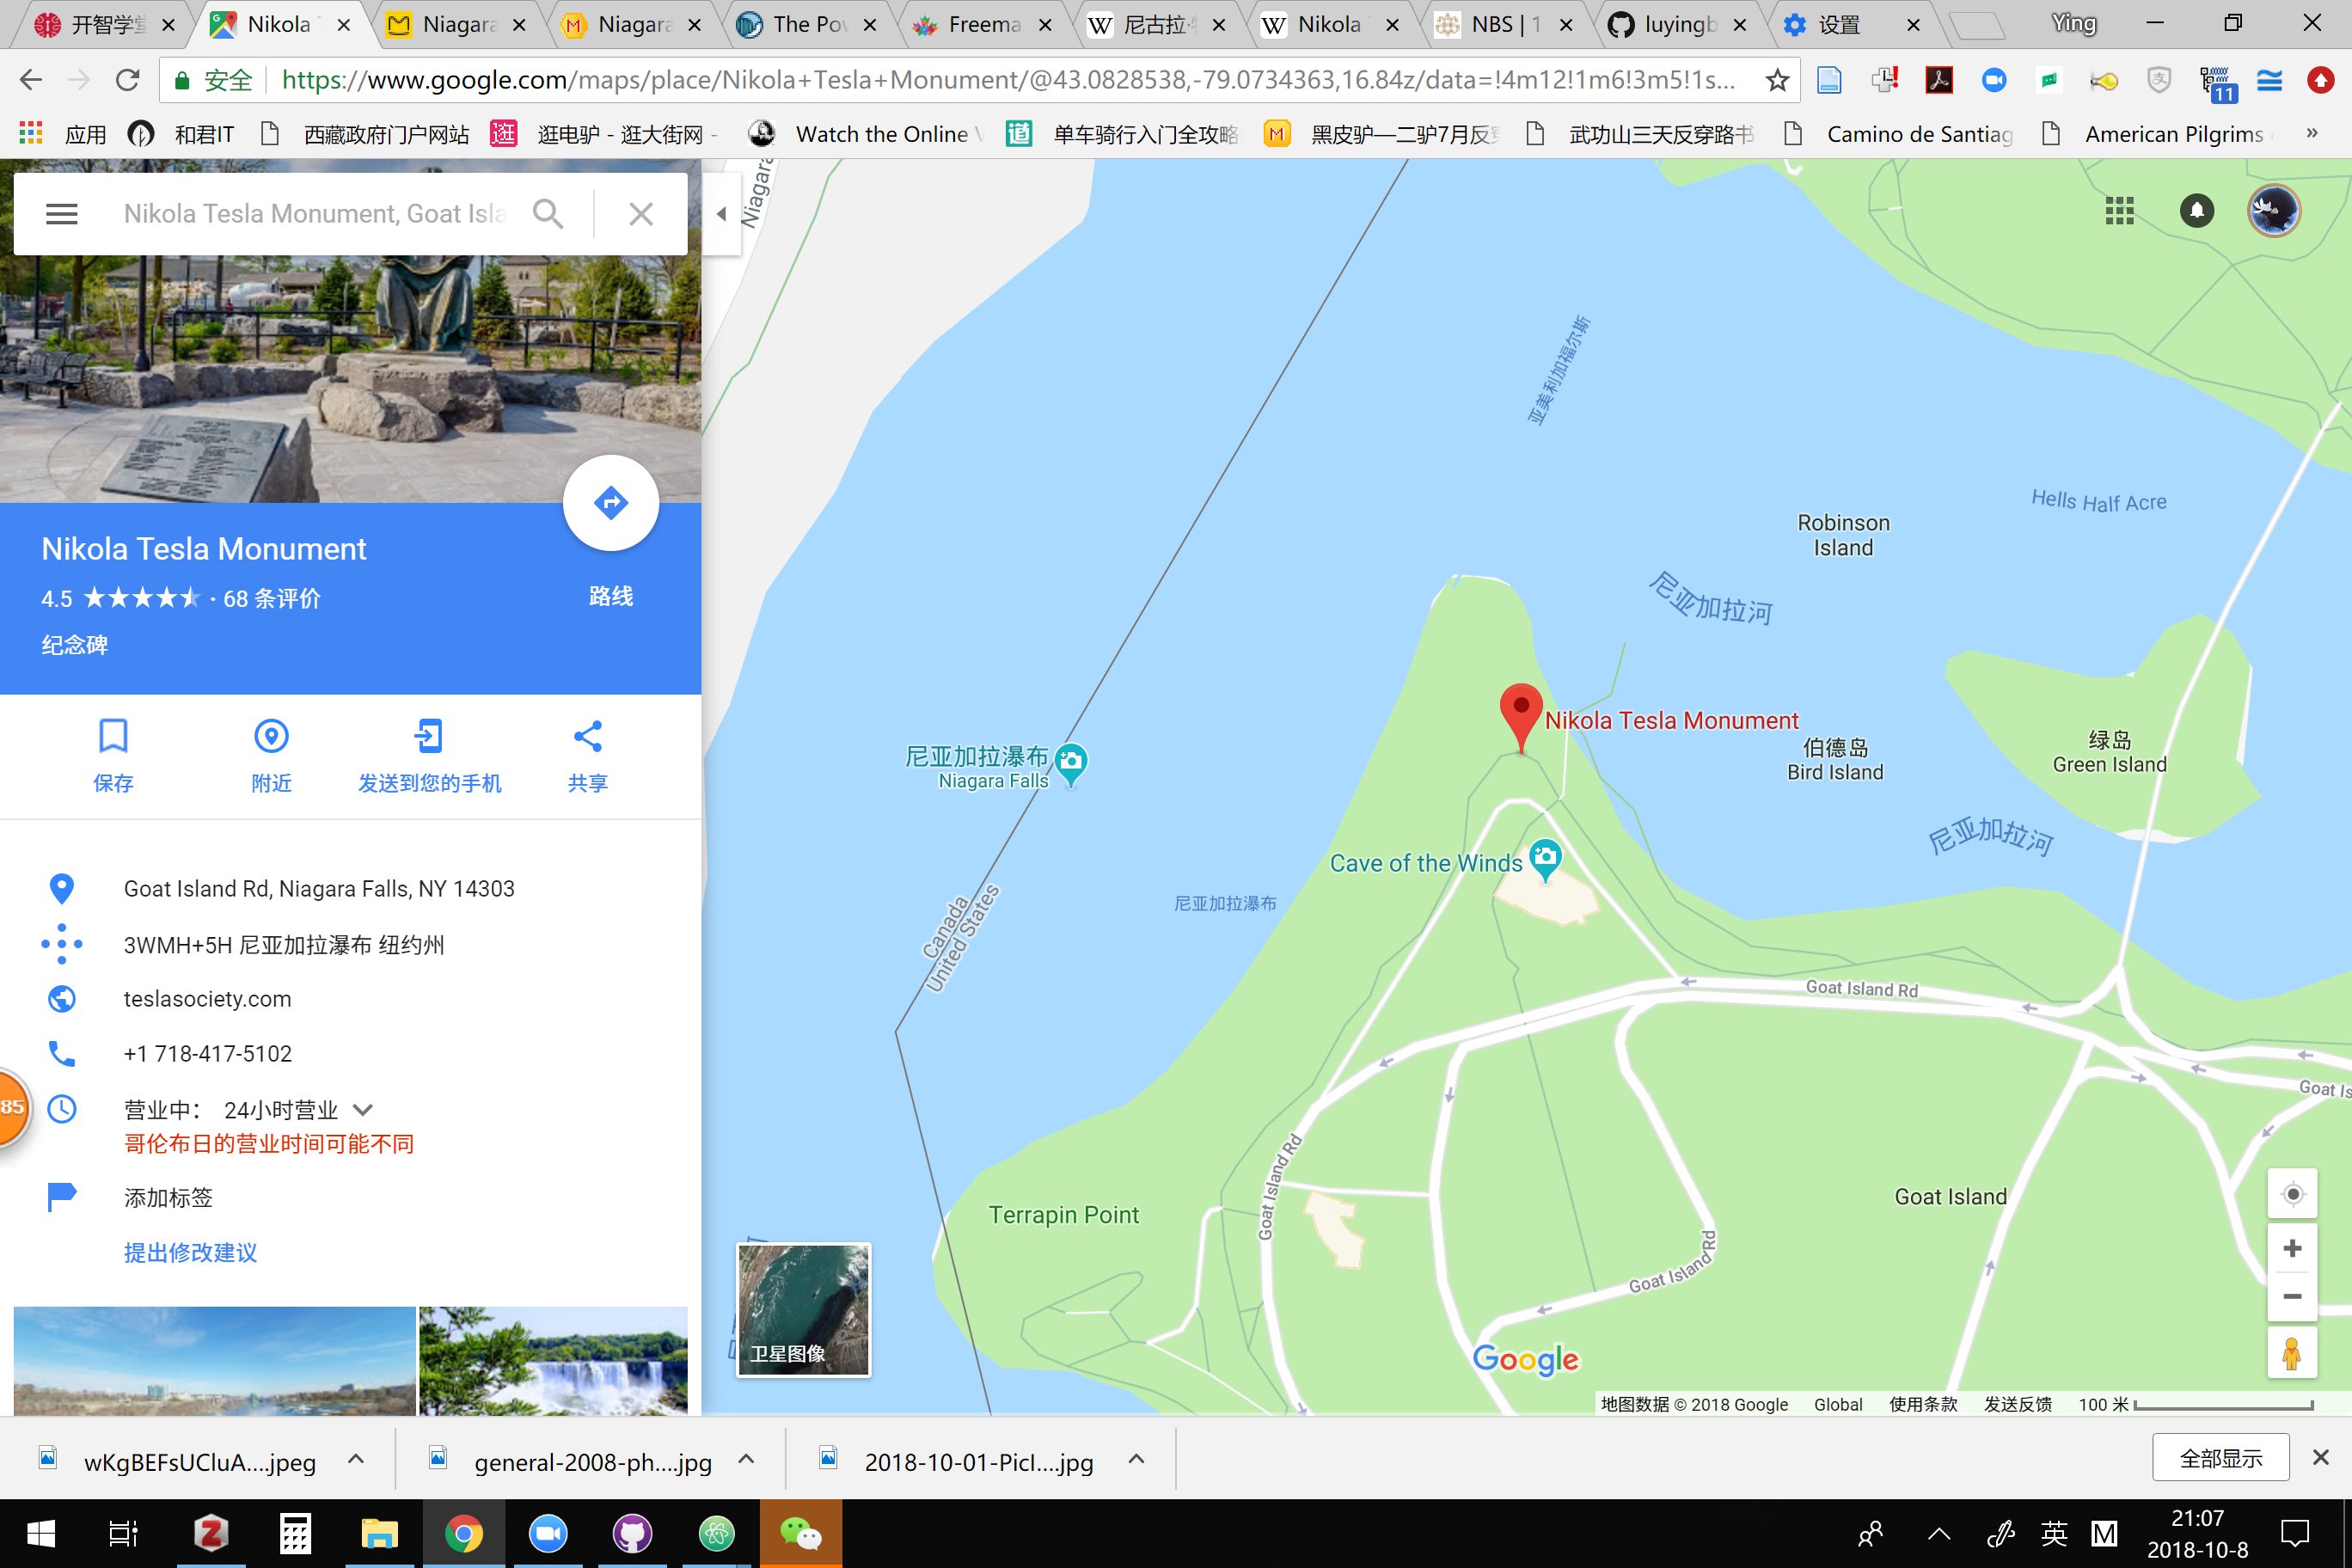 开智学堂
Nikola T
Niagara
Niagara
The Pow
Freema
尼古拉·特
Nikola T
NBS | 1
luyingb
设置
Ying
安全
https://www.google.com/maps/place/Nikola+Tesla+Monument/@43.0828538,-79.0734363,16.84z/data=!4m12!1m6!3m5!1s...
11
应用
和君IT
西藏政府门户网站
逛电驴 - 逛大街网 -
Watch the Online V
单车骑行入门全攻略
黑皮驴—二驴7月反穿
武功山三天反穿路书
Camino de Santiag
American Pilgrims
»
Nikola Tesla Monument, Goat Isla
Nikola Tesla Monument
4.5 ★★★★★ · 68 条评价
路线
纪念碑
保存
附近
发送到您的手机
共享
Goat Island Rd, Niagara Falls, NY 14303
3WMH+5H 尼亚加拉瀑布 纽约州
teslasociety.com
+1 718-417-5102
85
营业中： 24小时营业
哥伦布日的营业时间可能不同
添加标签
提出修改建议
Niagara
亚美利加福尔斯
Hells Half Acre
Robinson
Island
尼亚加拉河
Nikola Tesla Monument
尼亚加拉瀑布
Niagara Falls
伯德岛
Bird Island
绿岛
Green Island
尼亚加拉河
Cave of the Winds
尼亚加拉瀑布
Canada
United States
Goat Island Rd
Goat Is
Goat Island Rd
Terrapin Point
Goat Island
Goat Island Rd
卫星图像
Google
地图数据 © 2018 Google
Global
使用条款
发送反馈
100 米
wKgBEFsUCluA....jpeg
general-2008-ph....jpg
2018-10-01-PicI....jpg
全部显示
英
M
21:07
2018-10-8